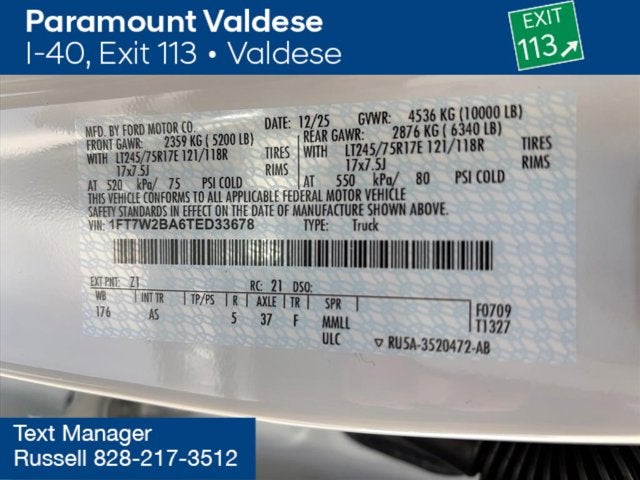 Paramount Valdese
I-40, Exit 113 • Valdese
EXIT
113
MFD. BY FORD MOTOR CO.
DATE: 12/25 GVWR: 4536 KG (10000 LB)
FRONT GAWR: 2359 KG ( 5200 LB) REAR GAWR: 2876 KG ( 6340 LB)
WITH LT245/75R17E 121/118R TIRES WITH LT245/75R17E 121/118R TIRES
17x7.5J RIMS 17x7.5J RIMS
AT 520 kPa/ 75 PSI COLD AT 550 kPa/ 80 PSI COLD
THIS VEHICLE CONFORMS TO ALL APPLICABLE FEDERAL MOTOR VEHICLE
SAFETY STANDARDS IN EFFECT ON THE DATE OF MANUFACTURE SHOWN ABOVE
VIN: 1FT7W2BA6TED33678 TYPE: Truck
EXT PNT: Z1 RC: 21 DSO:
WB INT TR TP/PS R AXLE TR SPR
176 AS 5 37 F MMLL
ULC
F0709
T1327
RU5A-3520472-AB
Text Manager
Russell 828-217-3512